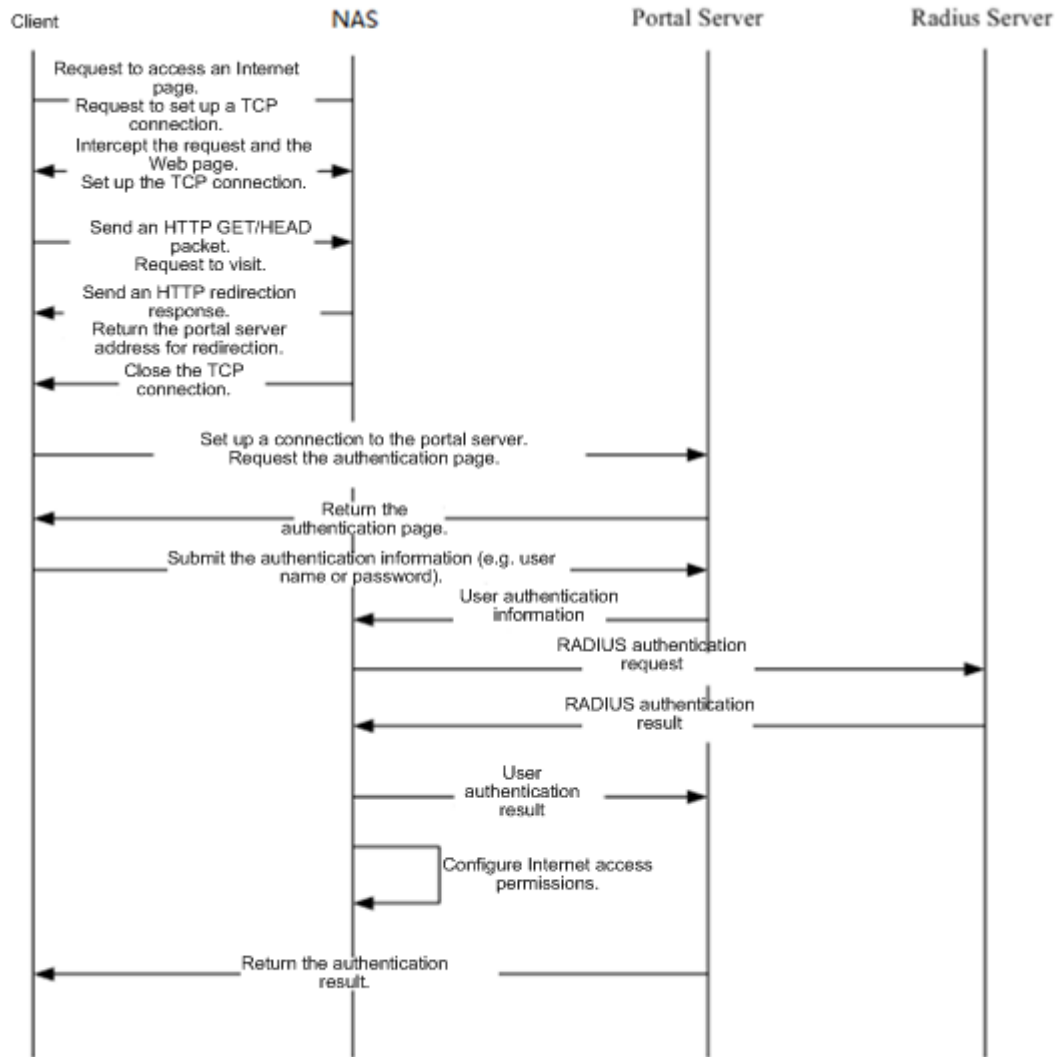 Client
NAS
Portal Server
Radius Server
Request to access an Internet
page.
Request to set up a TCP
connection.
Intercept the request and the
Web page.
Set up the TCP connection.
Send an HTTP GET/HEAD
packet.
Request to visit.
Send an HTTP redirection
response.
Return the portal server
address for redirection.
Close the TCP
connection.
Set up a connection to the portal server.
Request the authentication page.
Return the
authentication page.
Submit the authentication information (e.g. user
name or password).
User authentication
information
RADIUS authentication
request
RADIUS authentication
result
User
authentication
result
Configure Internet access
permissions.
Return the authentication
result.